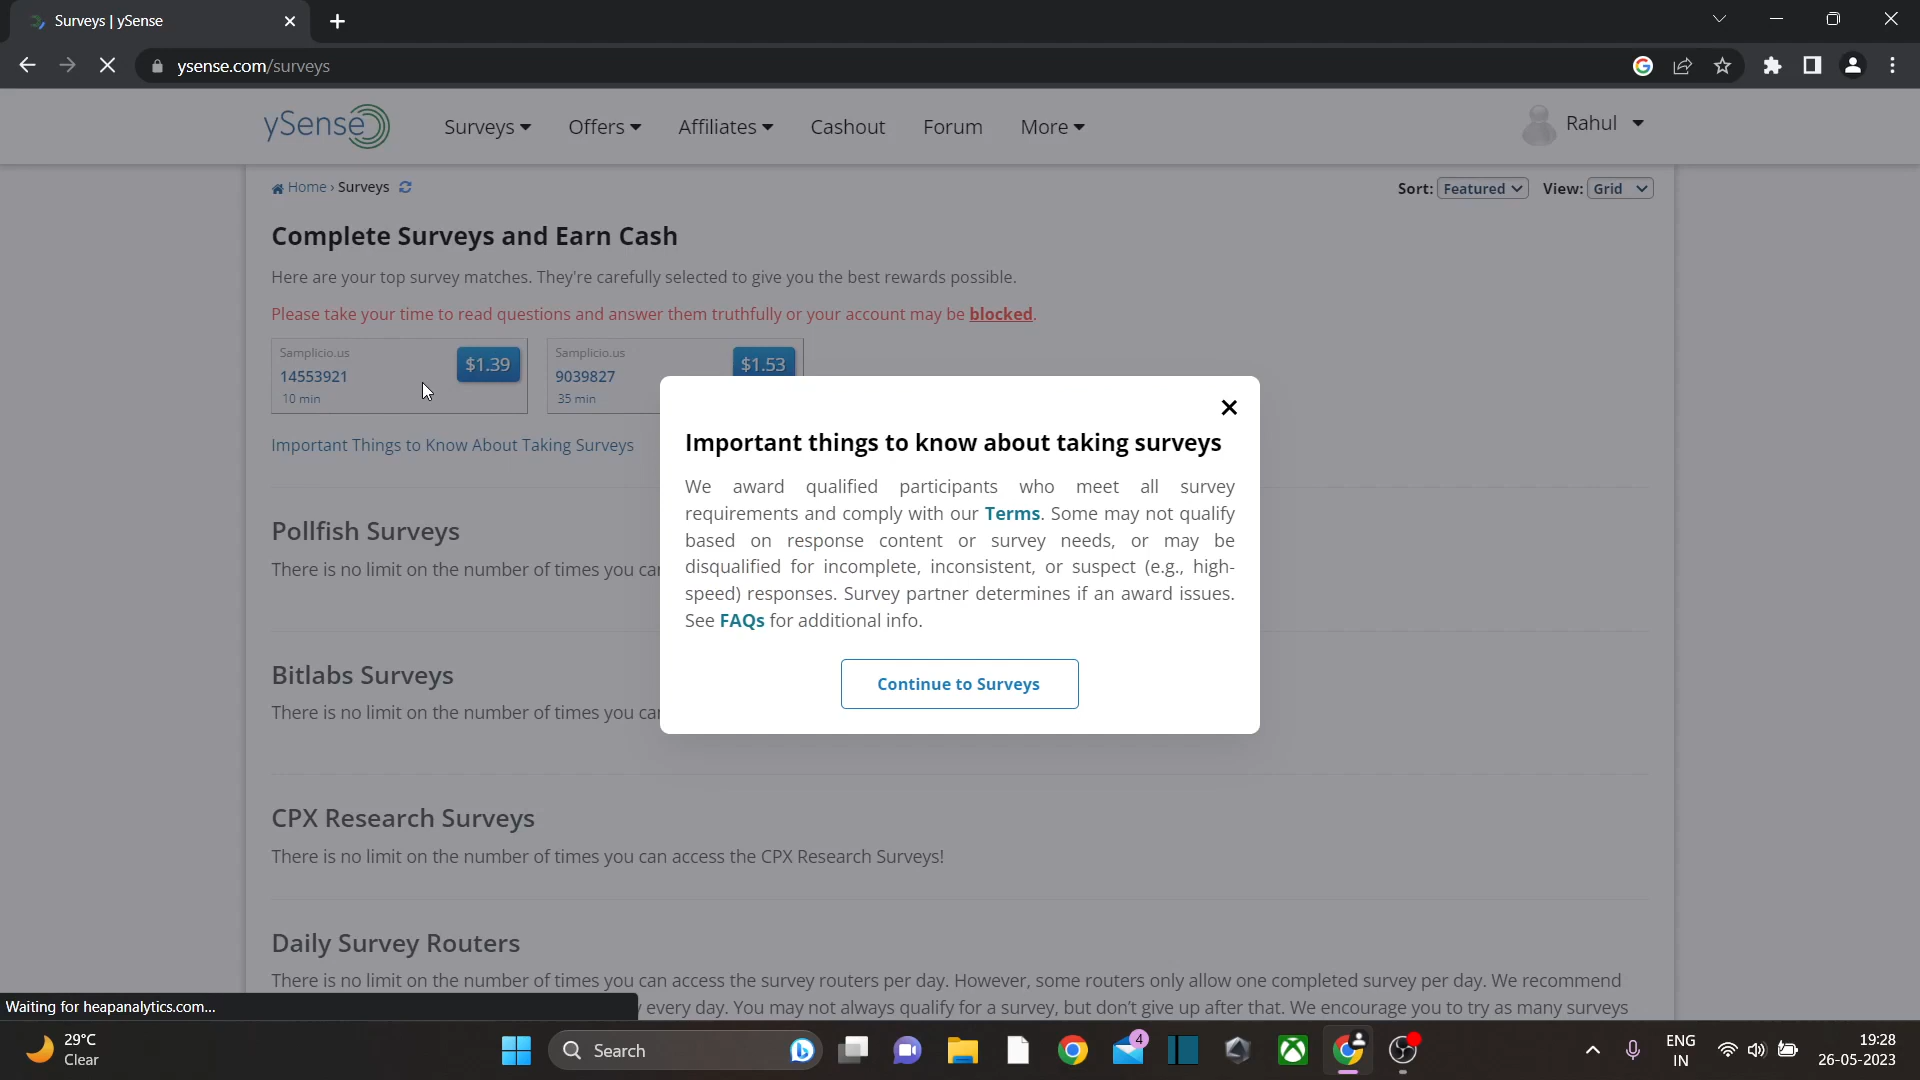 Surveys | ySense
ysense.com/surveys
ySense
Surveys
Offers
Affiliates
Cashout
Forum
More
Rahul
Home › Surveys
Sort: Featured
View: Grid
Complete Surveys and Earn Cash
Here are your top survey matches. They're carefully selected to give you the best rewards possible.
Please take your time to read questions and answer them truthfully or your account may be blocked.
Samplicio.us
$1.39
14553921
10 min
Samplicio.us
$1.53
9039827
35 min
Important Things to Know About Taking Surveys
Important things to know about taking surveys
We award qualified participants who meet all survey
requirements and comply with our Terms. Some may not qualify
based on response content or survey needs, or may be
disqualified for incomplete, inconsistent, or suspect (e.g., high-
speed) responses. Survey partner determines if an award issues.
See FAQs for additional info.
Continue to Surveys
Pollfish Surveys
There is no limit on the number of times you
Bitlabs Surveys
There is no limit on the number of times you
CPX Research Surveys
There is no limit on the number of times you can access the CPX Research Surveys!
Daily Survey Routers
There is no limit on the number of times you can access the survey routers per day. However, some routers only allow one completed survey per day. We recommend
every day. You may not always qualify for a survey, but don't give up after that. We encourage you to try as many surveys
Waiting for heapanalytics.com...
29°C
Clear
Search
4
ENG
IN
19:28
26-05-2023